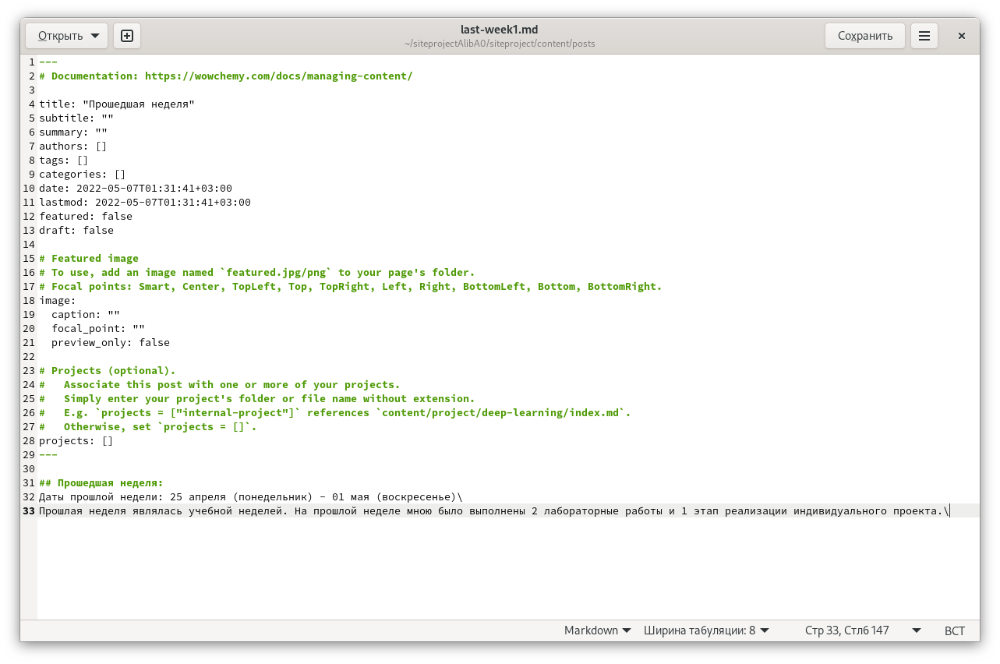 Открыть
last-week1.md
~/siteprojectAlibA0/siteproject/content/posts
Сохранить
1 ---
2 # Documentation: https://wowchemy.com/docs/managing-content/
3
4 title: "Прошедшая неделя"
5 subtitle: ""
6 summary: ""
7 authors: []
8 tags: []
9 categories: []
10 date: 2022-05-07T01:31:41+03:00
11 lastmod: 2022-05-07T01:31:41+03:00
12 featured: false
13 draft: false
14
15 # Featured image
16 # To use, add an image named `featured.jpg/png` to your page's folder.
17 # Focal points: Smart, Center, TopLeft, Top, TopRight, Left, Right, BottomLeft, Bottom, BottomRight.
18 image:
19   caption: ""
20   focal_point: ""
21   preview_only: false
22
23 # Projects (optional).
24 #   Associate this post with one or more of your projects.
25 #   Simply enter your project's folder or file name without extension.
26 #   E.g. `projects = ["internal-project"]` references `content/project/deep-learning/index.md`.
27 #   Otherwise, set `projects = []`.
28 projects: []
29 ---
30
31 ## Прошедшая неделя:
32 Даты прошлой недели: 25 апреля (понедельник) - 01 мая (воскресенье)\
33 Прошлая неделя являлась учебной неделей. На прошлой неделе мною было выполнены 2 лабораторные работы и 1 этап реализации индивидуального проекта.\
Markdown
Ширина табуляции: 8
Стр 33, Стлб 147
ВСТ